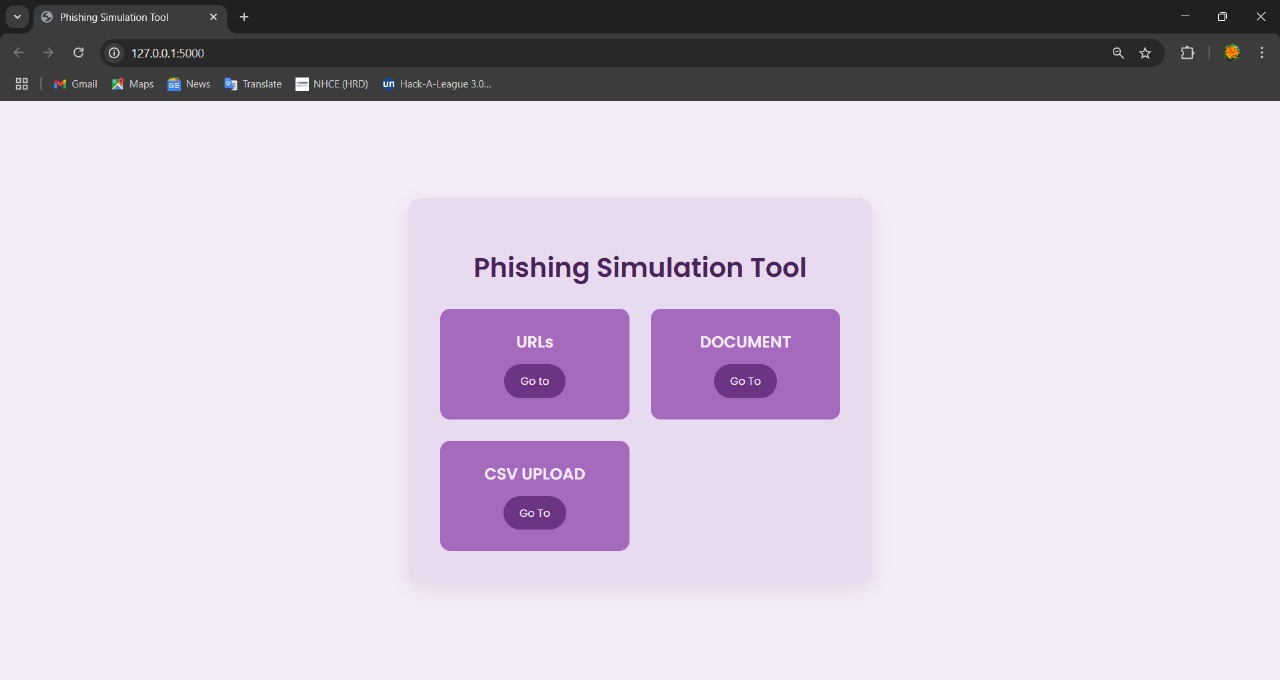 Phishing Simulation Tool
127.0.0.1:5000
Gmail
Maps
News
Translate
NHCE (HRD)
un Hack-A-League 3.0...
Phishing Simulation Tool
URLs
Go to
DOCUMENT
Go To
CSV UPLOAD
Go To